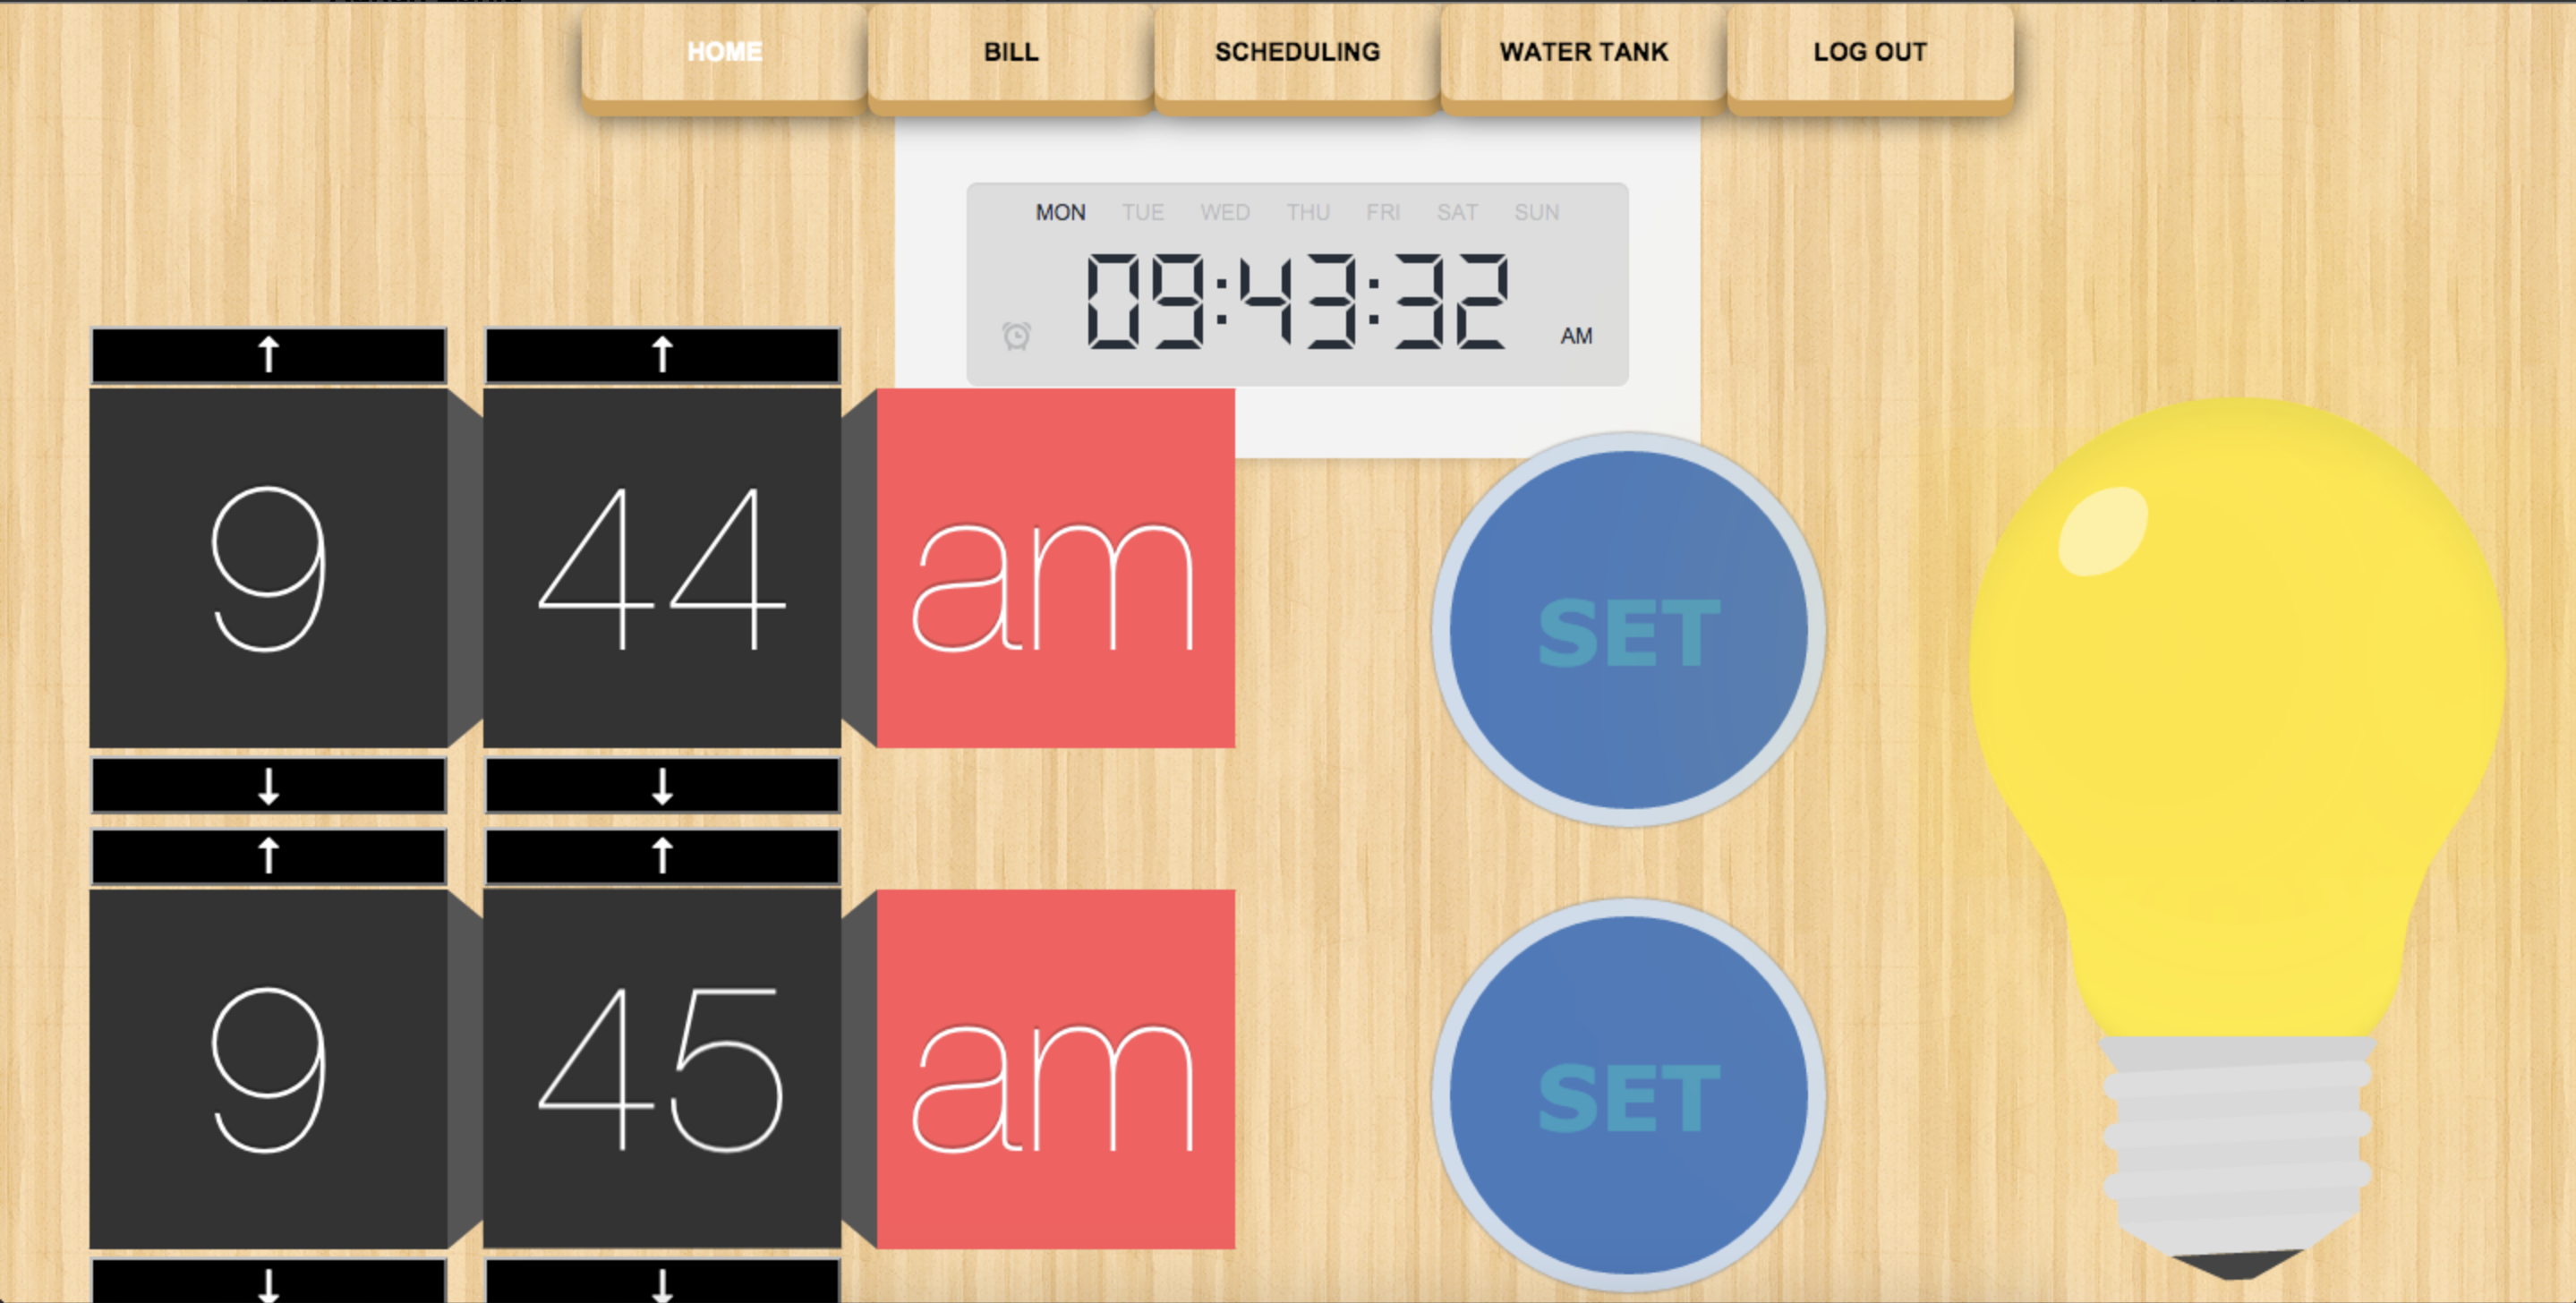 HOME BILL SCHEDULING WATER TANK LOG OUT
MON TUE WED THU FRI SAT SUN
09:43:32 AM
↑ ↑
9 44 am
SET
↓ ↓
↑ ↑
9 45 am
SET
↓ ↓